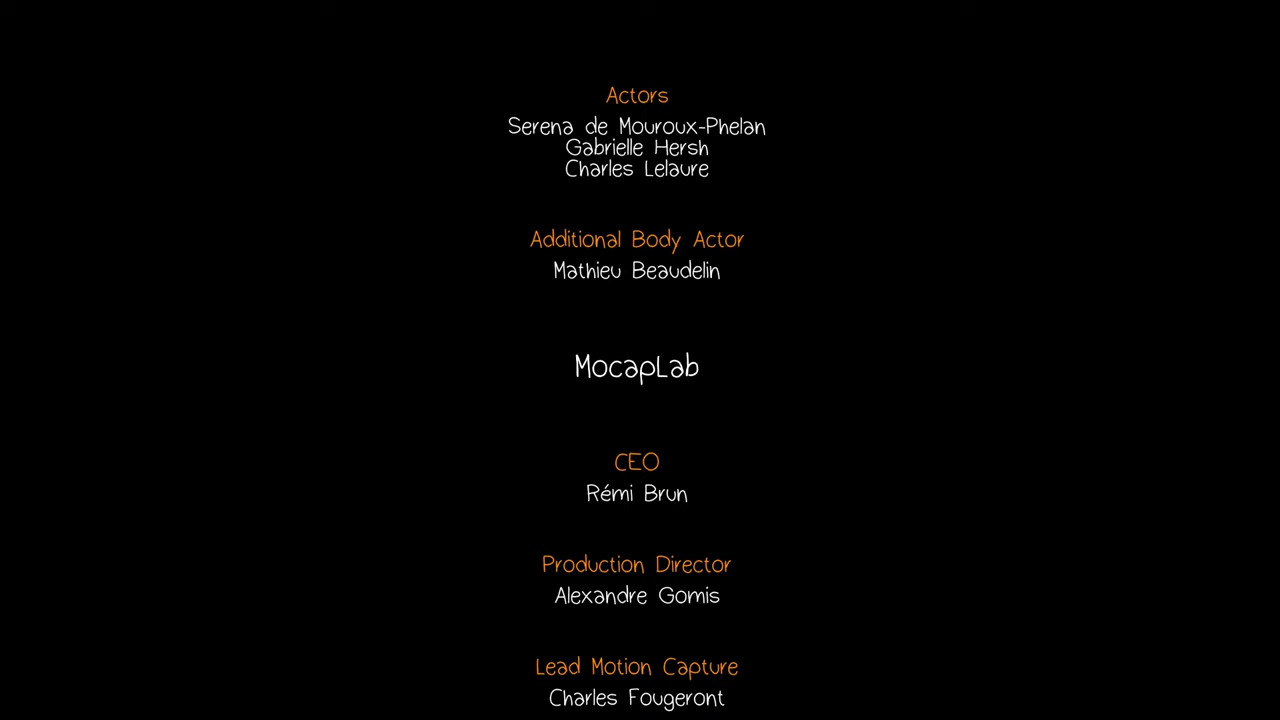 Actors
Serena de Mouroux-Phelan
Gabrielle Hersh
Charles Lelaure
Additional Body Actor
Mathieu Beaudelin
MocapLab
CEO
Rémi Brun
Production Director
Alexandre Gomis
Lead Motion Capture
Charles Fougeront